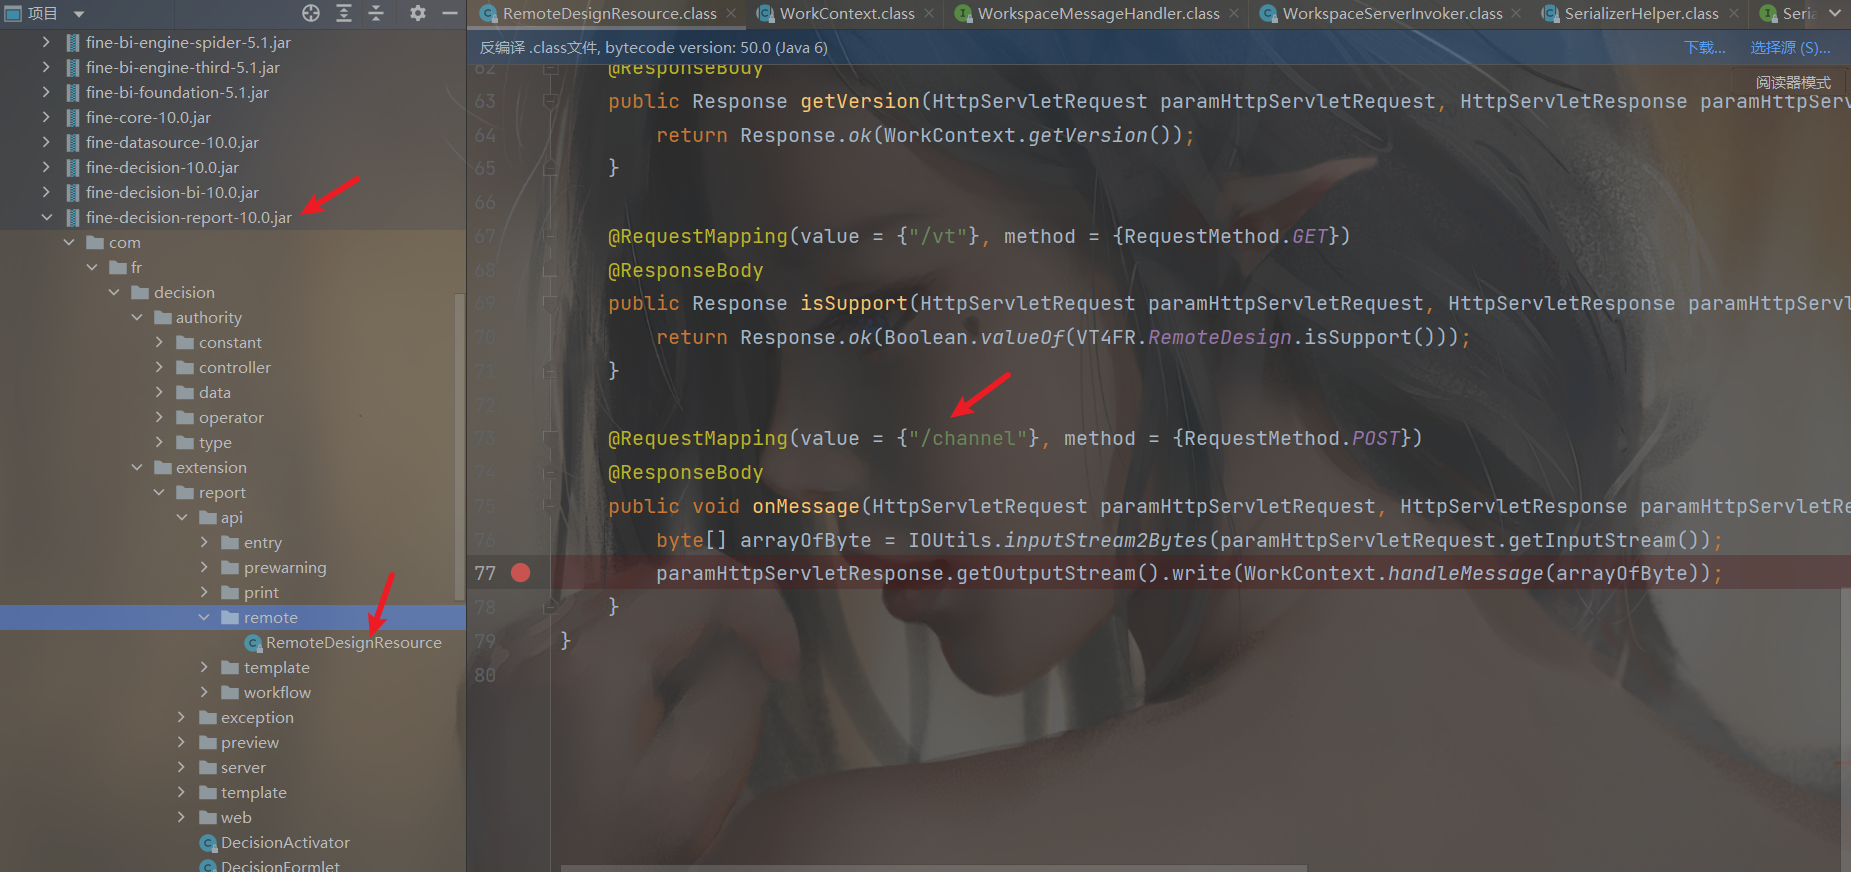 项目
fine-bi-engine-spider-5.1.jar
fine-bi-engine-third-5.1.jar
fine-bi-foundation-5.1.jar
fine-core-10.0.jar
fine-datasource-10.0.jar
fine-decision-10.0.jar
fine-decision-bi-10.0.jar
fine-decision-report-10.0.jar
com
fr
decision
authority
constant
controller
data
operator
type
extension
report
api
entry
prewarning
print
remote
RemoteDesignResource
template
workflow
exception
preview
server
template
web
DecisionActivator
DecisionFormlet
RemoteDesignResource.class WorkContext.class WorkspaceMessageHandler.class WorkspaceServerInvoker.class SerializerHelper.class Seria
反编译 .class文件, bytecode version: 50.0 (Java 6) 下载... 选择源 (S)...
阅读器模式
62 @ResponseBody
63 public Response getVersion(HttpServletRequest paramHttpServletRequest, HttpServletResponse paramHttpServ
64 return Response.ok(WorkContext.getVersion());
65 }
66
67 @RequestMapping(value = {"/vt"}, method = {RequestMethod.GET})
68 @ResponseBody
69 public Response isSupport(HttpServletRequest paramHttpServletRequest, HttpServletResponse paramHttpServl
70 return Response.ok(Boolean.valueOf(VT4FR.RemoteDesign.isSupport()));
71 }
72
73 @RequestMapping(value = {"/channel"}, method = {RequestMethod.POST})
74 @ResponseBody
75 public void onMessage(HttpServletRequest paramHttpServletRequest, HttpServletResponse paramHttpServletRe
76 byte[] arrayOfByte = IOUtils.inputStream2Bytes(paramHttpServletRequest.getInputStream());
77 paramHttpServletResponse.getOutputStream().write(WorkContext.handleMessage(arrayOfByte));
78 }
79 }
80